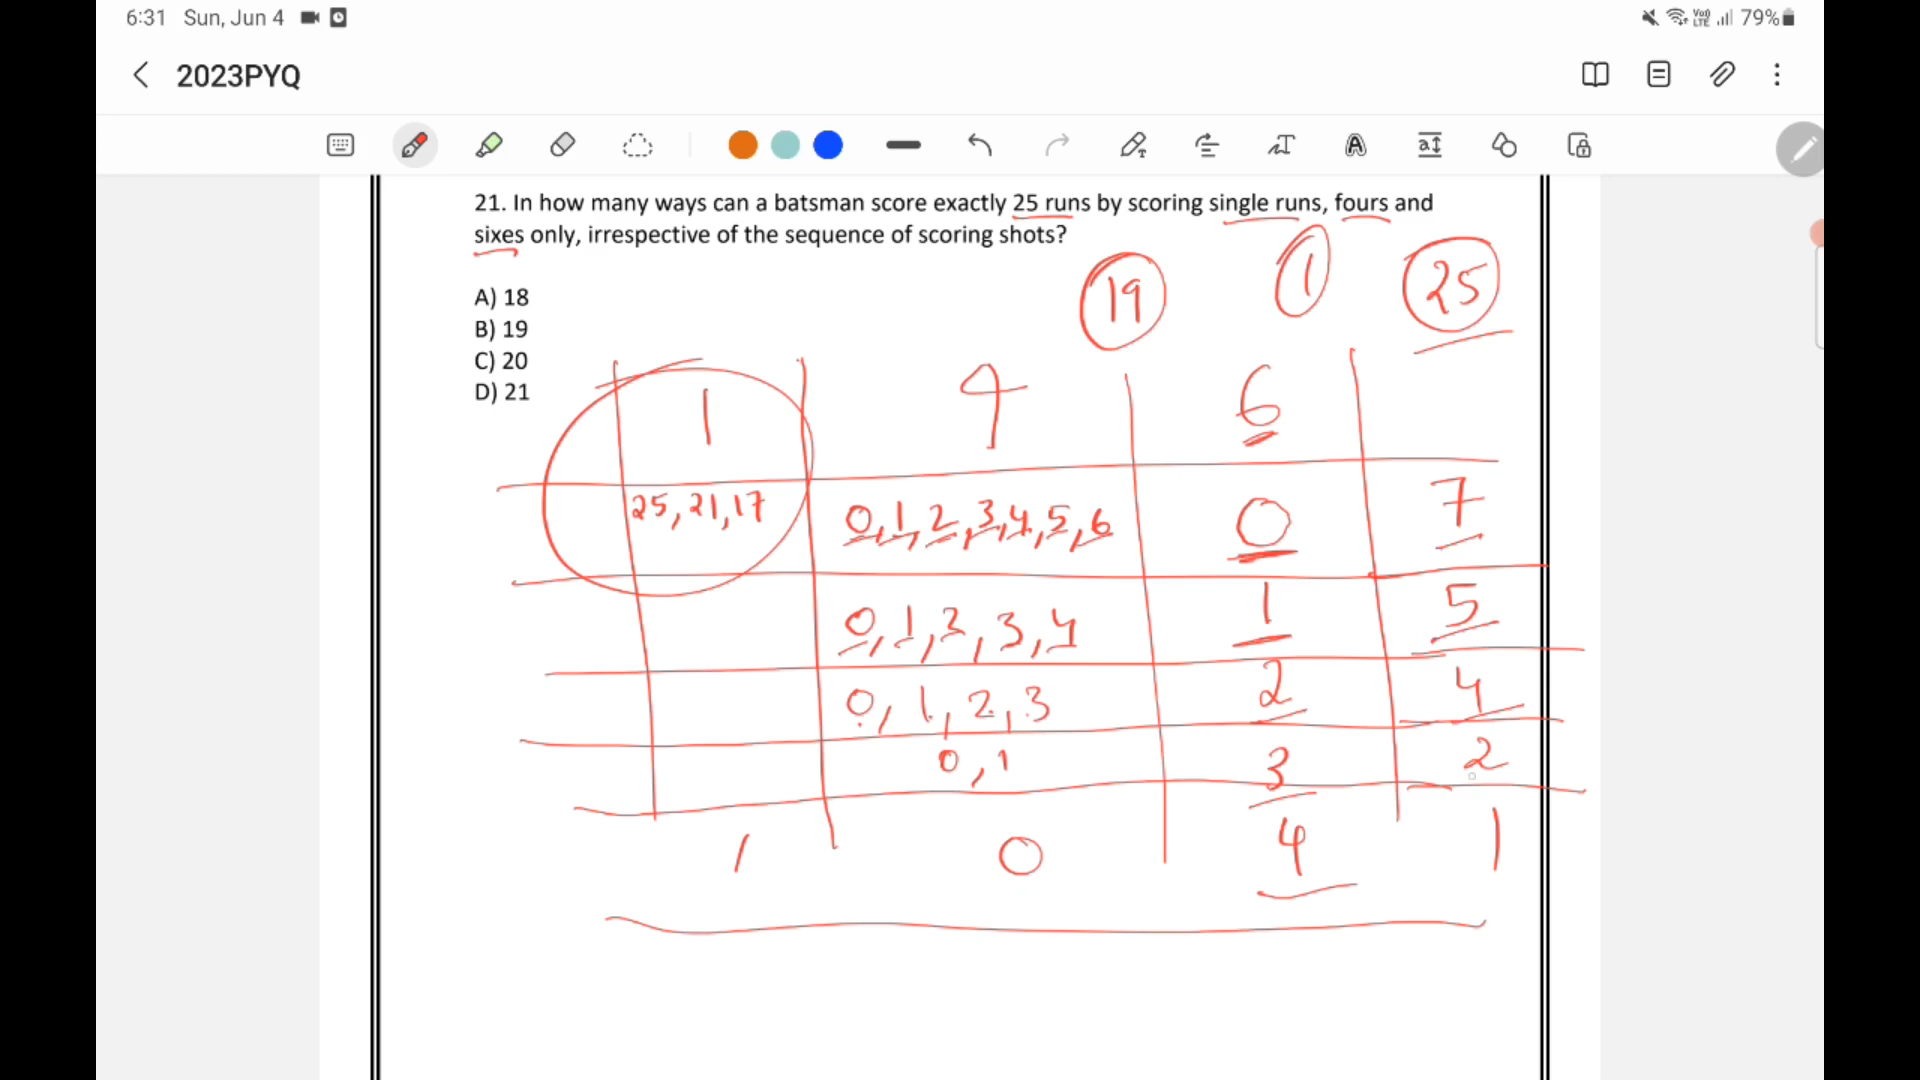 6:31 Sun, Jun 4 79%
2023PYQ
21. In how many ways can a batsman score exactly 25 runs by scoring single runs, fours and
sixes only, irrespective of the sequence of scoring shots?
19 1 25
A) 18
B) 19
C) 20
D) 21
1 4 6
25, 21, 17 0, 1, 2, 3, 4, 5, 6 0 7
0, 1, 2, 3, 4 1 5
0, 1, 2, 3 2 4
0, 1 3 2
1 0 4 1